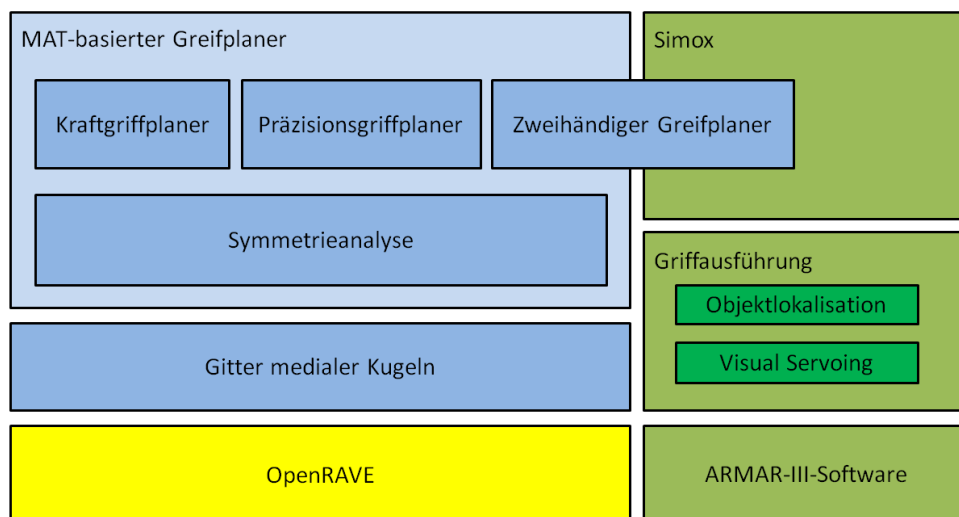 MAT-basierter Greifplaner
Kraftgriffplaner
Präzisionsgriffplaner
Zweihändiger Greifplaner
Symmetrieanalyse
Gitter medialer Kugeln
OpenRAVE
Simox
Griffausführung
Objektlokalisation
Visual Servoing
ARMAR-III-Software